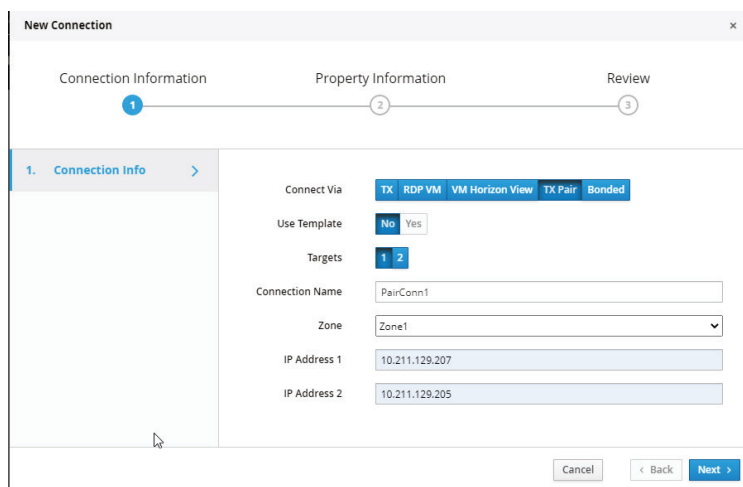 New Connection ×
Connection Information Property Information Review
1 2 3
1. Connection Info >
Connect Via TX RDP VM VM Horizon View TX Pair Bonded
Use Template No Yes
Targets 1 2
Connection Name PairConn1
Zone Zone1
IP Address 1 10.211.129.207
IP Address 2 10.211.129.205
Cancel < Back Next >